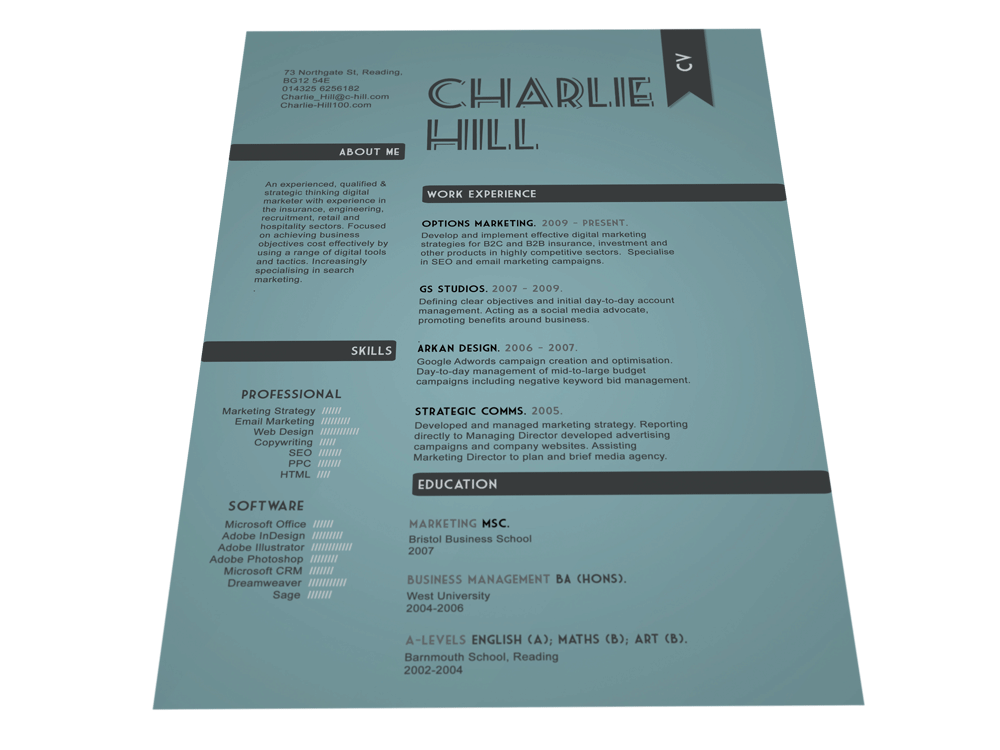 73 Northgate St, Reading,
BG12 54E
014325 6256182
Charlie_Hill@c-hill.com
Charlie-Hill100.com
CHARLIE
HILL
CV
ABOUT ME
An experienced, qualified &
strategic thinking digital
marketer with experience in
the insurance, engineering,
recruitment, retail and
hospitality sectors. Focused
on achieving business
objectives cost effectively by
using a range of digital tools
and tactics. Increasingly
specialising in search
marketing.
SKILLS
PROFESSIONAL
Marketing Strategy //////
Email Marketing /////////
Web Design ////////////
Copywriting /////
SEO ///////
PPC ///////
HTML ////
SOFTWARE
Microsoft Office //////
Adobe InDesign /////////
Adobe Illustrator ////////////
Adobe Photoshop ////////
Microsoft CRM ///////
Dreamweaver ///////////
Sage ///////
WORK EXPERIENCE
OPTIONS MARKETING. 2009 - PRESENT.
Develop and implement effective digital marketing
strategies for B2C and B2B insurance, investment and
other products in highly competitive sectors. Specialise
in SEO and email marketing campaigns.
GS STUDIOS. 2007 - 2009.
Defining clear objectives and initial day-to-day account
management. Acting as a social media advocate,
promoting benefits around business.
ARKAN DESIGN. 2006 - 2007.
Google Adwords campaign creation and optimisation.
Day-to-day management of mid-to-large budget
campaigns including negative keyword bid management.
STRATEGIC COMMS. 2005.
Developed and managed marketing strategy. Reporting
directly to Managing Director developed advertising
campaigns and company websites. Assisting
Marketing Director to plan and brief media agency.
EDUCATION
MARKETING MSC.
Bristol Business School
2007
BUSINESS MANAGEMENT BA (HONS).
West University
2004-2006
A-LEVELS ENGLISH (A); MATHS (B); ART (B).
Barnmouth School, Reading
2002-2004